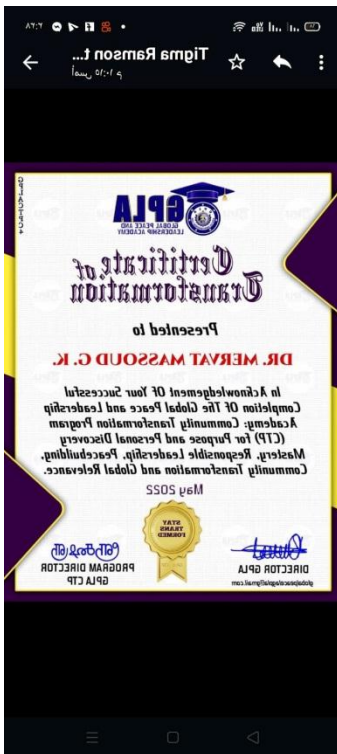 Tigma Ramson t...
GPLA
GLOBAL PEACE AND
LEADERSHIP ACADEMY
Certificate of
Transformation
Presented to
DR. MERVAT MASSOUD G. K.
In Acknowledgement Of Your Successful
Completion Of The Global Peace and Leadership
Academy: Community Transformation Program
(CTP) for Purpose and Personal Discovery
Mastery, Responsible Leadership, Peacebuilding,
Community Transformation and Global Relevance.
May 2022
STAY
TRANS
FORMED
DIRECTOR GPLA
PROGRAM DIRECTOR
GPLA CTP